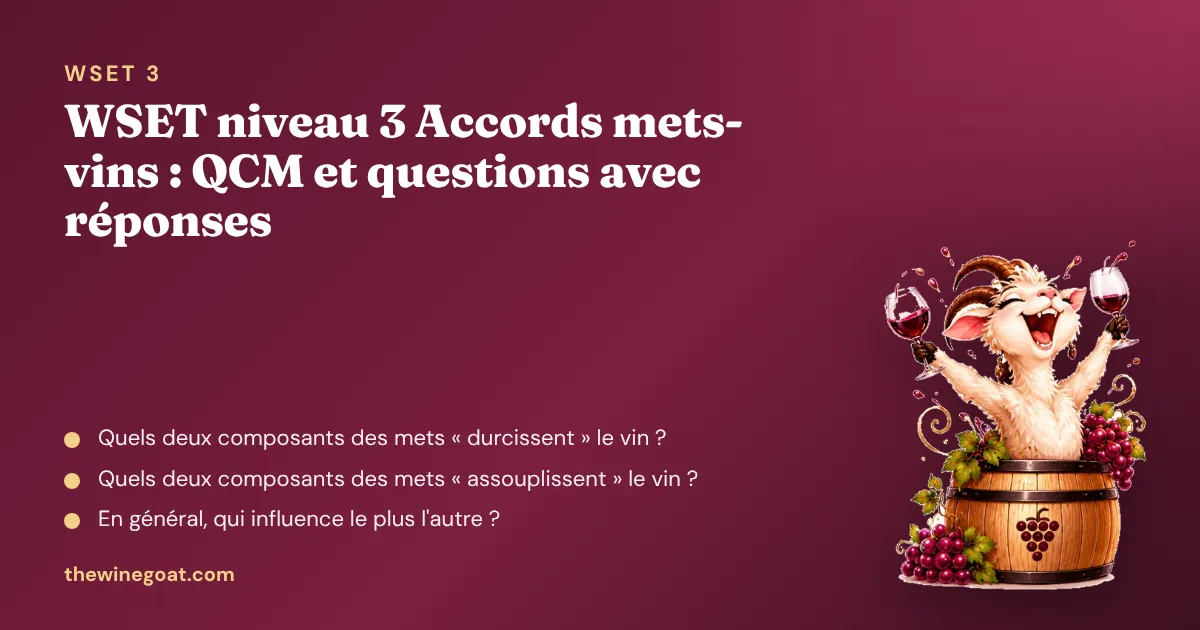 WSET 3
WSET niveau 3 Accords mets-
vins : QCM et questions avec
réponses
Quels deux composants des mets « durcissent » le vin ?
Quels deux composants des mets « assouplissent » le vin ?
En général, qui influence le plus l'autre ?
thewinegoat.com